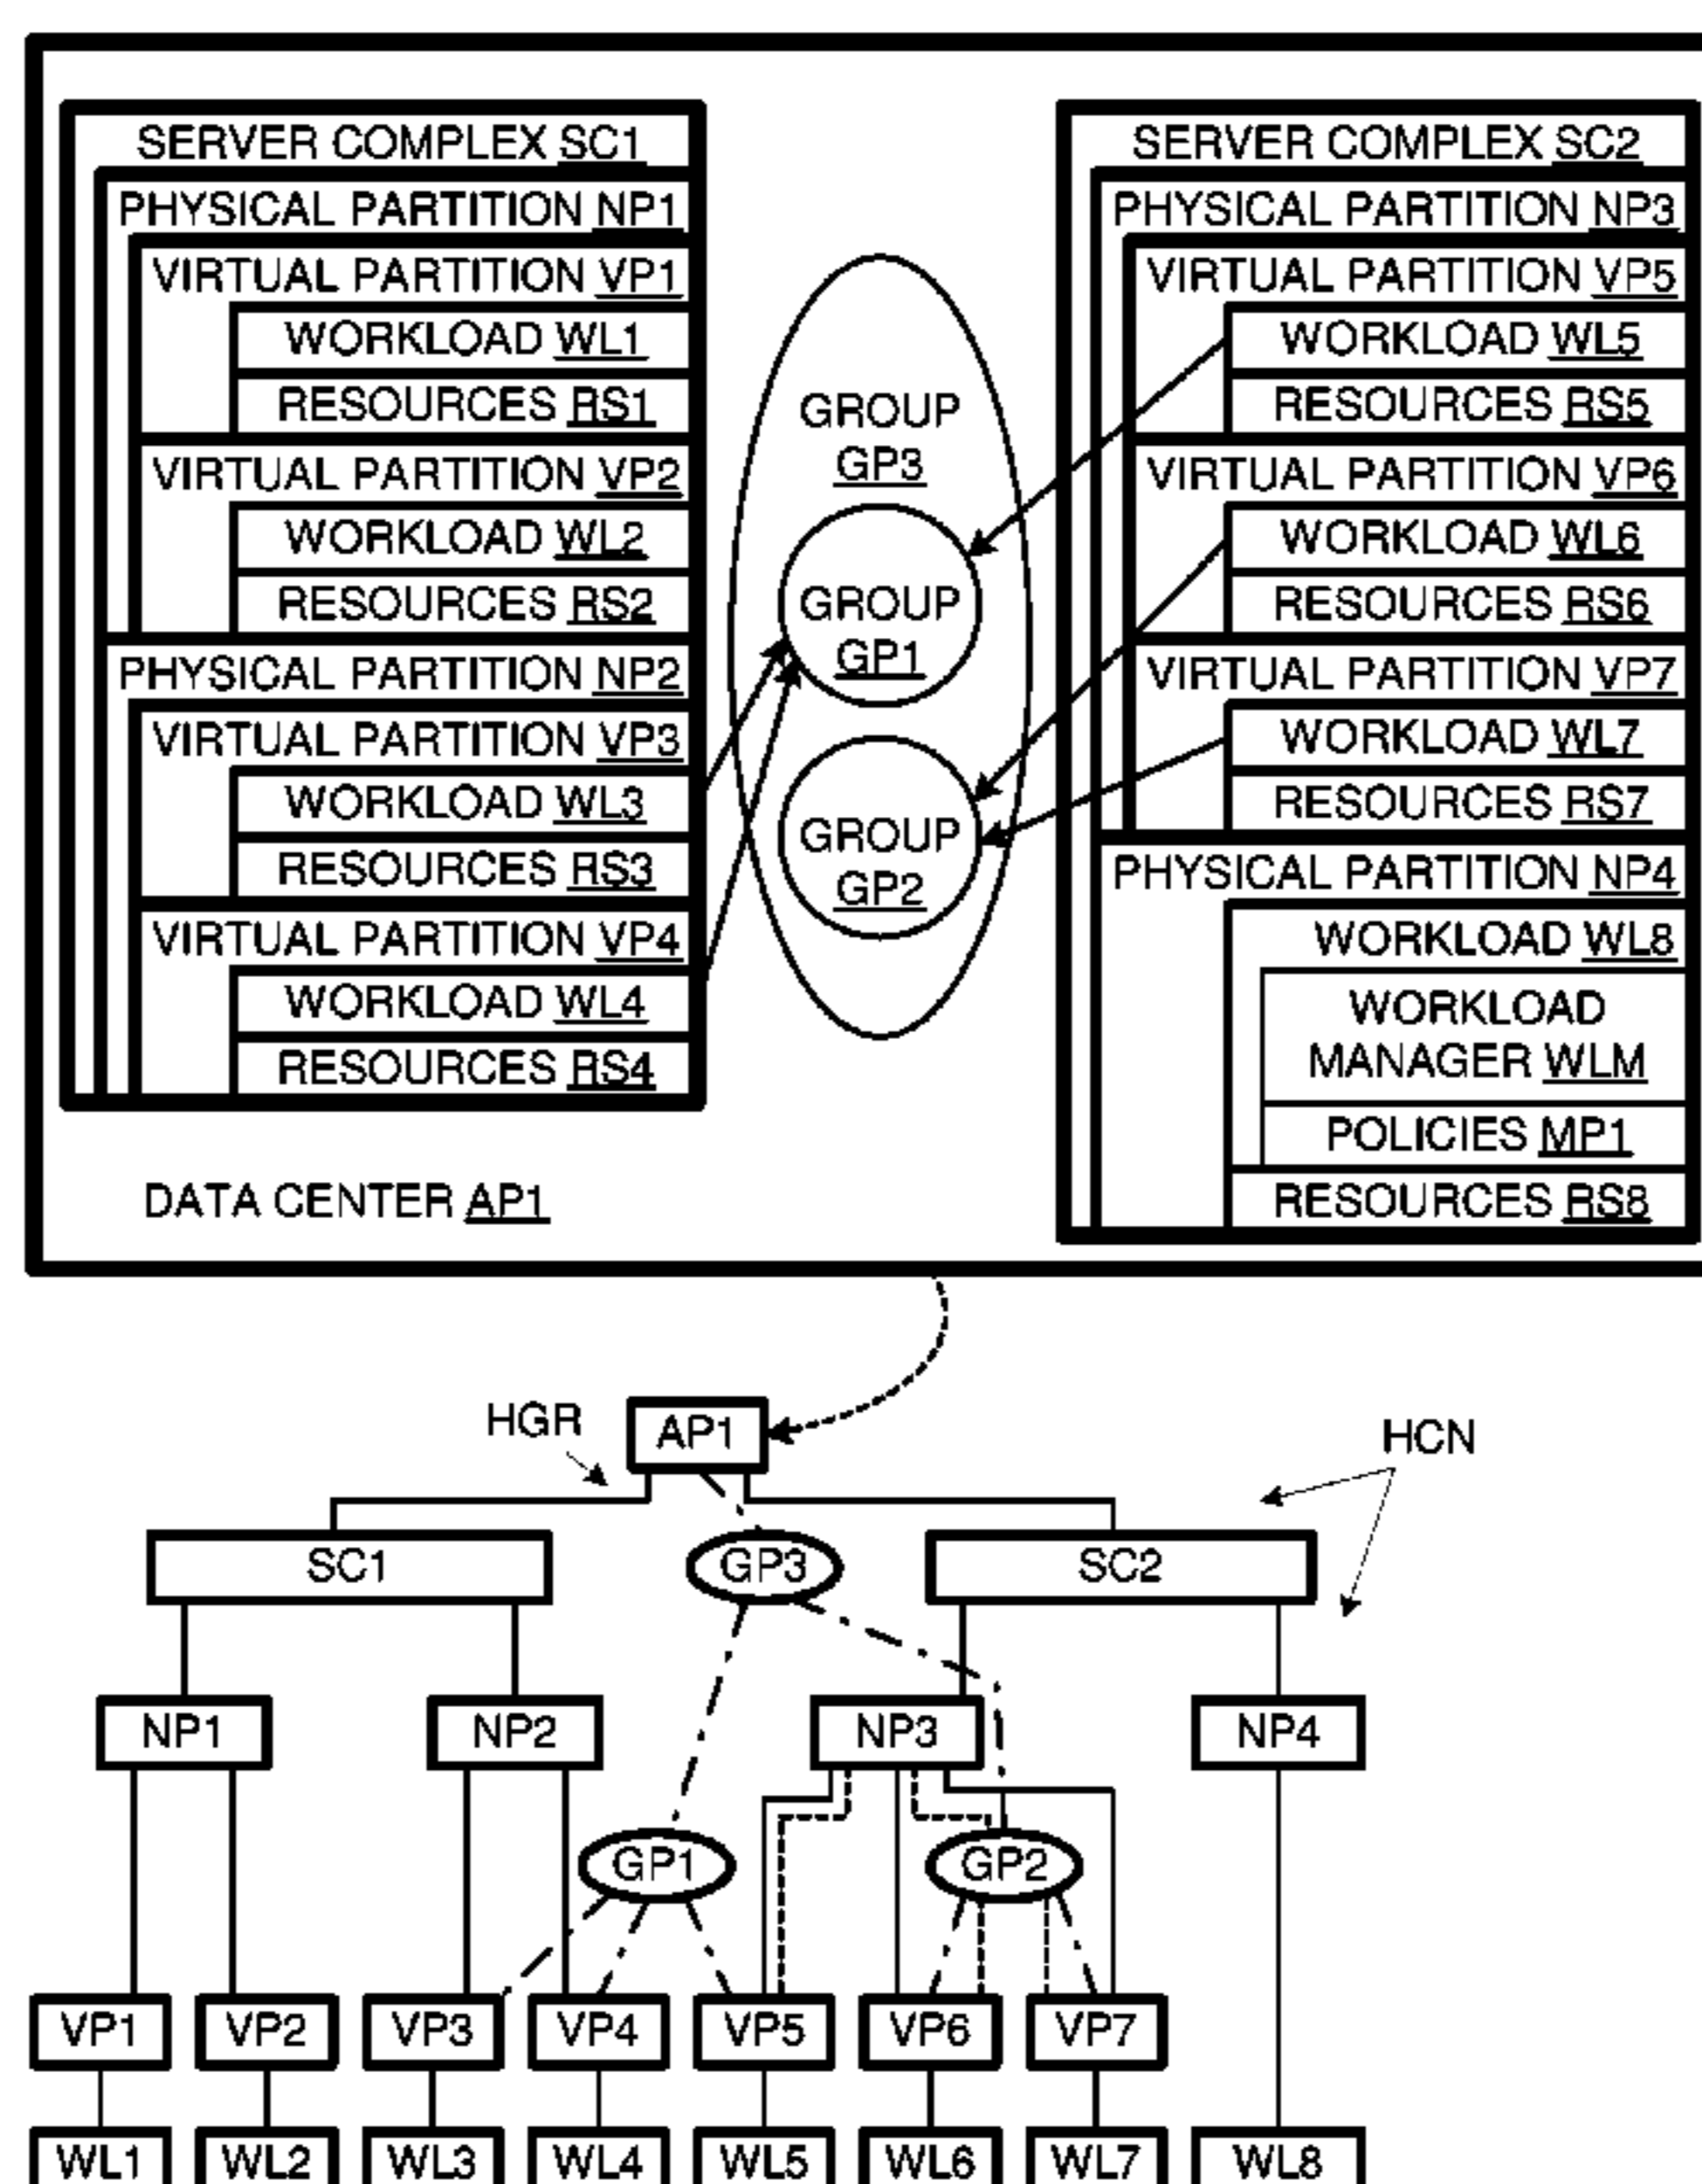 SERVER COMPLEX SC1
PHYSICAL PARTITION NP1
VIRTUAL PARTITION VP1
WORKLOAD WL1
RESOURCES RS1
VIRTUAL PARTITION VP2
WORKLOAD WL2
RESOURCES RS2
PHYSICAL PARTITION NP2
VIRTUAL PARTITION VP3
WORKLOAD WL3
RESOURCES RS3
VIRTUAL PARTITION VP4
WORKLOAD WL4
RESOURCES RS4
DATA CENTER AP1
GROUP
GP3
GROUP
GP1
GROUP
GP2
SERVER COMPLEX SC2
PHYSICAL PARTITION NP3
VIRTUAL PARTITION VP5
WORKLOAD WL5
RESOURCES RS5
VIRTUAL PARTITION VP6
WORKLOAD WL6
RESOURCES RS6
VIRTUAL PARTITION VP7
WORKLOAD WL7
RESOURCES RS7
PHYSICAL PARTITION NP4
WORKLOAD WL8
WORKLOAD
MANAGER WLM
POLICIES MP1
RESOURCES RS8
HGR AP1 HCN
SC1 GP3 SC2
NP1 NP2 NP3 NP4
GP1 GP2
VP1 VP2 VP3 VP4 VP5 VP6 VP7
WL1 WL2 WL3 WL4 WL5 WL6 WL7 WL8